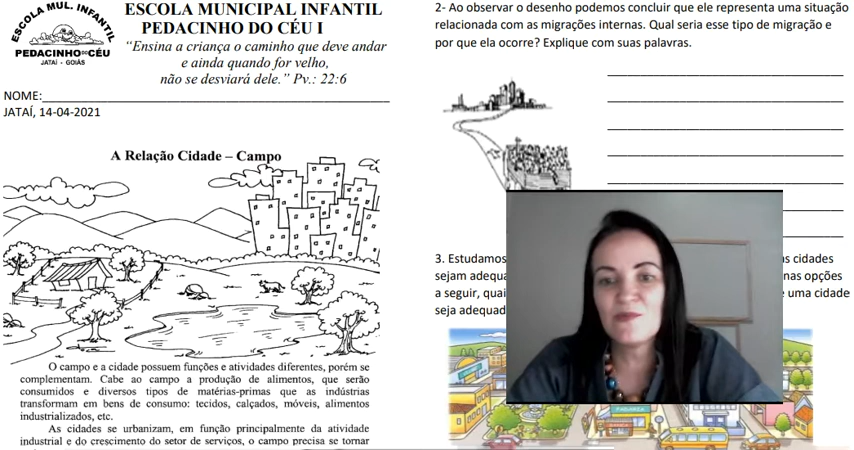 ESCOLA MUL. INFANTIL
PEDACINHO DO CÉU
JATAÍ - GOIÁS
ESCOLA MUNICIPAL INFANTIL
PEDACINHO DO CÉU I
“Ensina a criança o caminho que deve andar
e ainda quando for velho,
não se desviará dele.” Pv.: 22:6
NOME:
JATAÍ, 14-04-2021
A Relação Cidade – Campo
O campo e a cidade possuem funções e atividades diferentes, porém se
complementam. Cabe ao campo a produção de alimentos, que serão
consumidos e diversos tipos de matérias-primas que as indústrias
transformam em bens de consumo: tecidos, calçados, móveis, alimentos
industrializados, etc.
As cidades se urbanizam, em função principalmente da atividade
industrial e do crescimento do setor de serviços, o campo precisa se tornar
2- Ao observar o desenho podemos concluir que ele representa uma situação
relacionada com as migrações internas. Qual seria esse tipo de migração e
por que ela ocorre? Explique com suas palavras.
3. Estudamos cidades
sejam nas opções
a seguir, uma cidade
seja
PADARIA